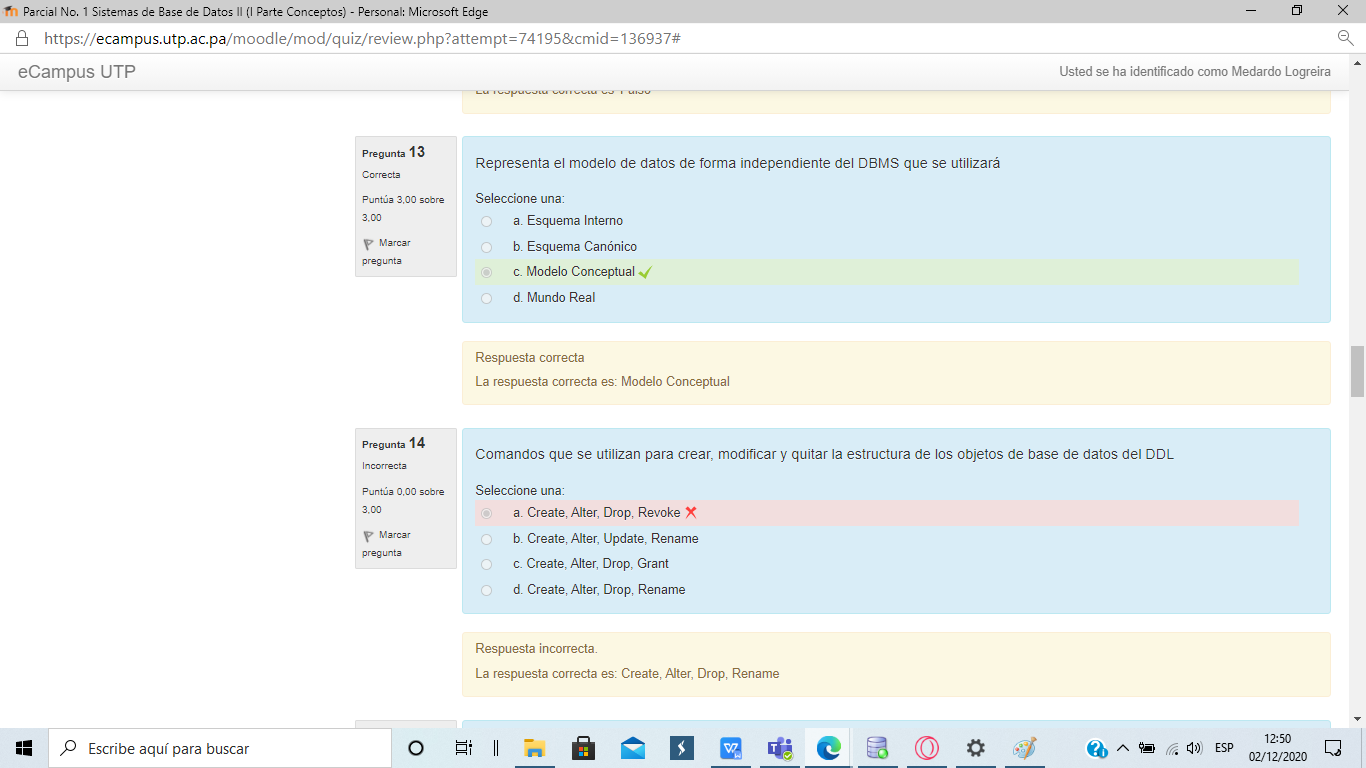 Parcial No. 1 Sistemas de Base de Datos II (I Parte Conceptos) - Personal: Microsoft Edge
https://ecampus.utp.ac.pa/moodle/mod/quiz/review.php?attempt=74195&cmid=136937#
eCampus UTP
Usted se ha identificado como Medardo Logreira
La respuesta correcta es 'Falso'
Pregunta 13
Correcta
Puntúa 3,00 sobre
3,00
Marcar
pregunta
Representa el modelo de datos de forma independiente del DBMS que se utilizará
Seleccione una:
a. Esquema Interno
b. Esquema Canónico
c. Modelo Conceptual
d. Mundo Real
Respuesta correcta
La respuesta correcta es: Modelo Conceptual
Pregunta 14
Incorrecta
Puntúa 0,00 sobre
3,00
Marcar
pregunta
Comandos que se utilizan para crear, modificar y quitar la estructura de los objetos de base de datos del DDL
Seleccione una:
a. Create, Alter, Drop, Revoke
b. Create, Alter, Update, Rename
c. Create, Alter, Drop, Grant
d. Create, Alter, Drop, Rename
Respuesta incorrecta.
La respuesta correcta es: Create, Alter, Drop, Rename
Escribe aquí para buscar
ESP
12:50
02/12/2020